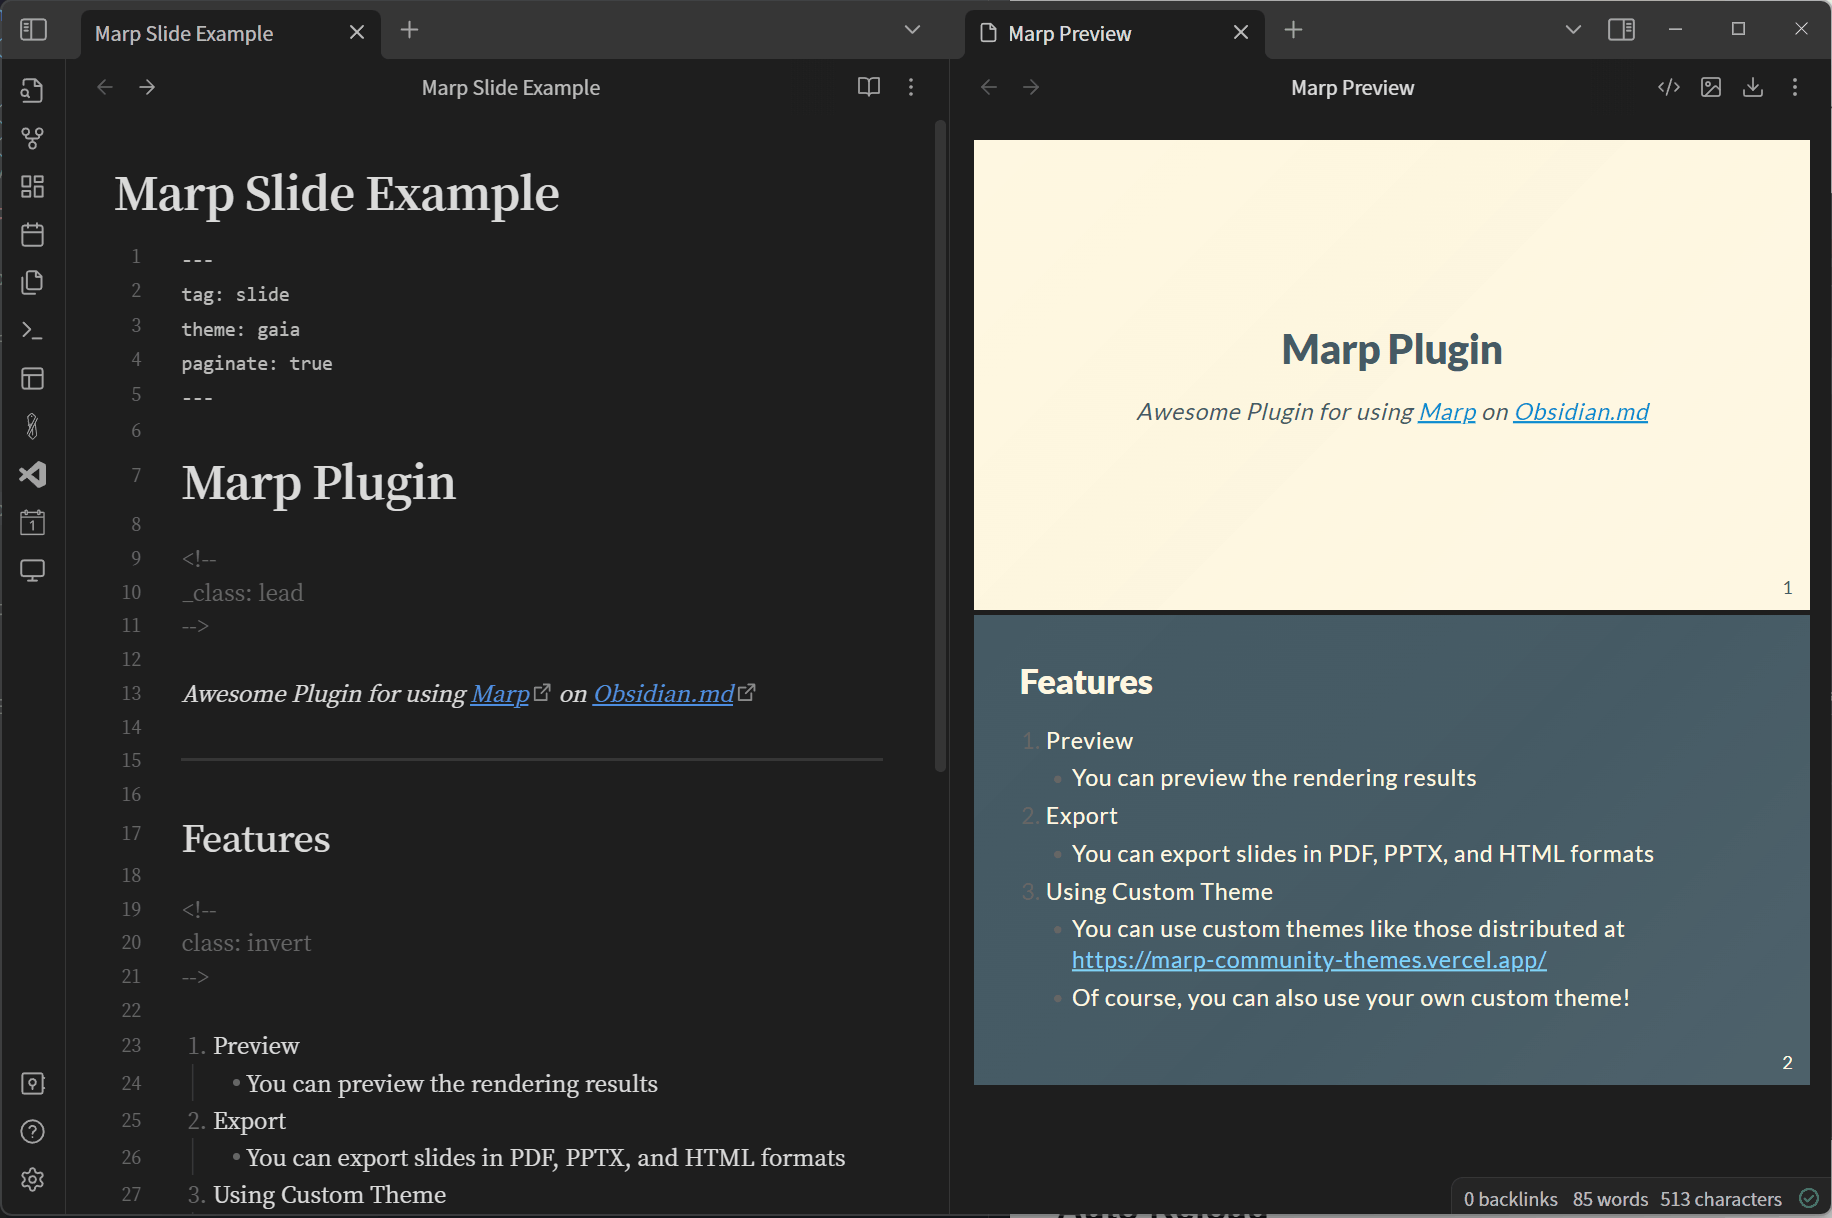 Marp Slide Example
Marp Preview
Marp Slide Example
Marp Preview
Marp Slide Example
1 ---
2 tag: slide
3 theme: gaia
4 paginate: true
5 ---
6
7 Marp Plugin
8
9 <!--
10 _class: lead
11 -->
12
13 Awesome Plugin for using Marp on Obsidian.md
14
15
16
17 Features
18
19 <!--
20 class: invert
21 -->
22
23 1. Preview
24 • You can preview the rendering results
25 2. Export
26 • You can export slides in PDF, PPTX, and HTML formats
27 3. Using Custom Theme
Marp Plugin
Awesome Plugin for using Marp on Obsidian.md
1
Features
1. Preview
• You can preview the rendering results
2. Export
• You can export slides in PDF, PPTX, and HTML formats
3. Using Custom Theme
• You can use custom themes like those distributed at
https://marp-community-themes.vercel.app/
• Of course, you can also use your own custom theme!
2
0 backlinks 85 words 513 characters